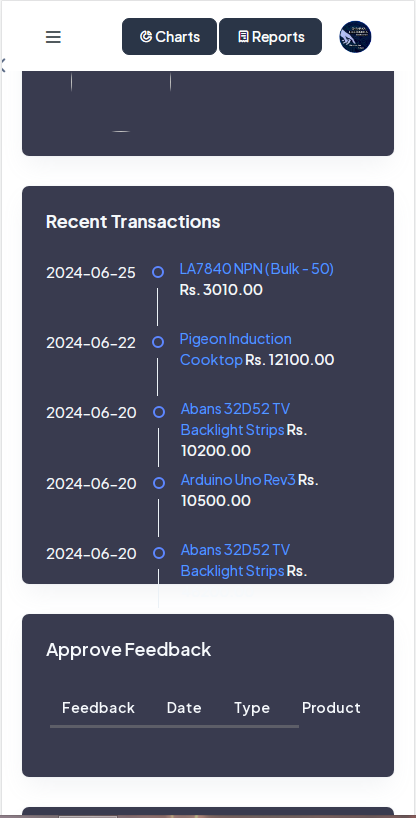 Charts Reports
Recent Transactions
2024-06-25 LA7840 NPN ( Bulk - 50)
Rs. 3010.00
2024-06-22 Pigeon Induction
Cooktop Rs. 12100.00
2024-06-20 Abans 32D52 TV
Backlight Strips Rs.
10200.00
2024-06-20 Arduino Uno Rev3 Rs.
10500.00
2024-06-20 Abans 32D52 TV
Backlight Strips Rs.
Approve Feedback
Feedback Date Type Product